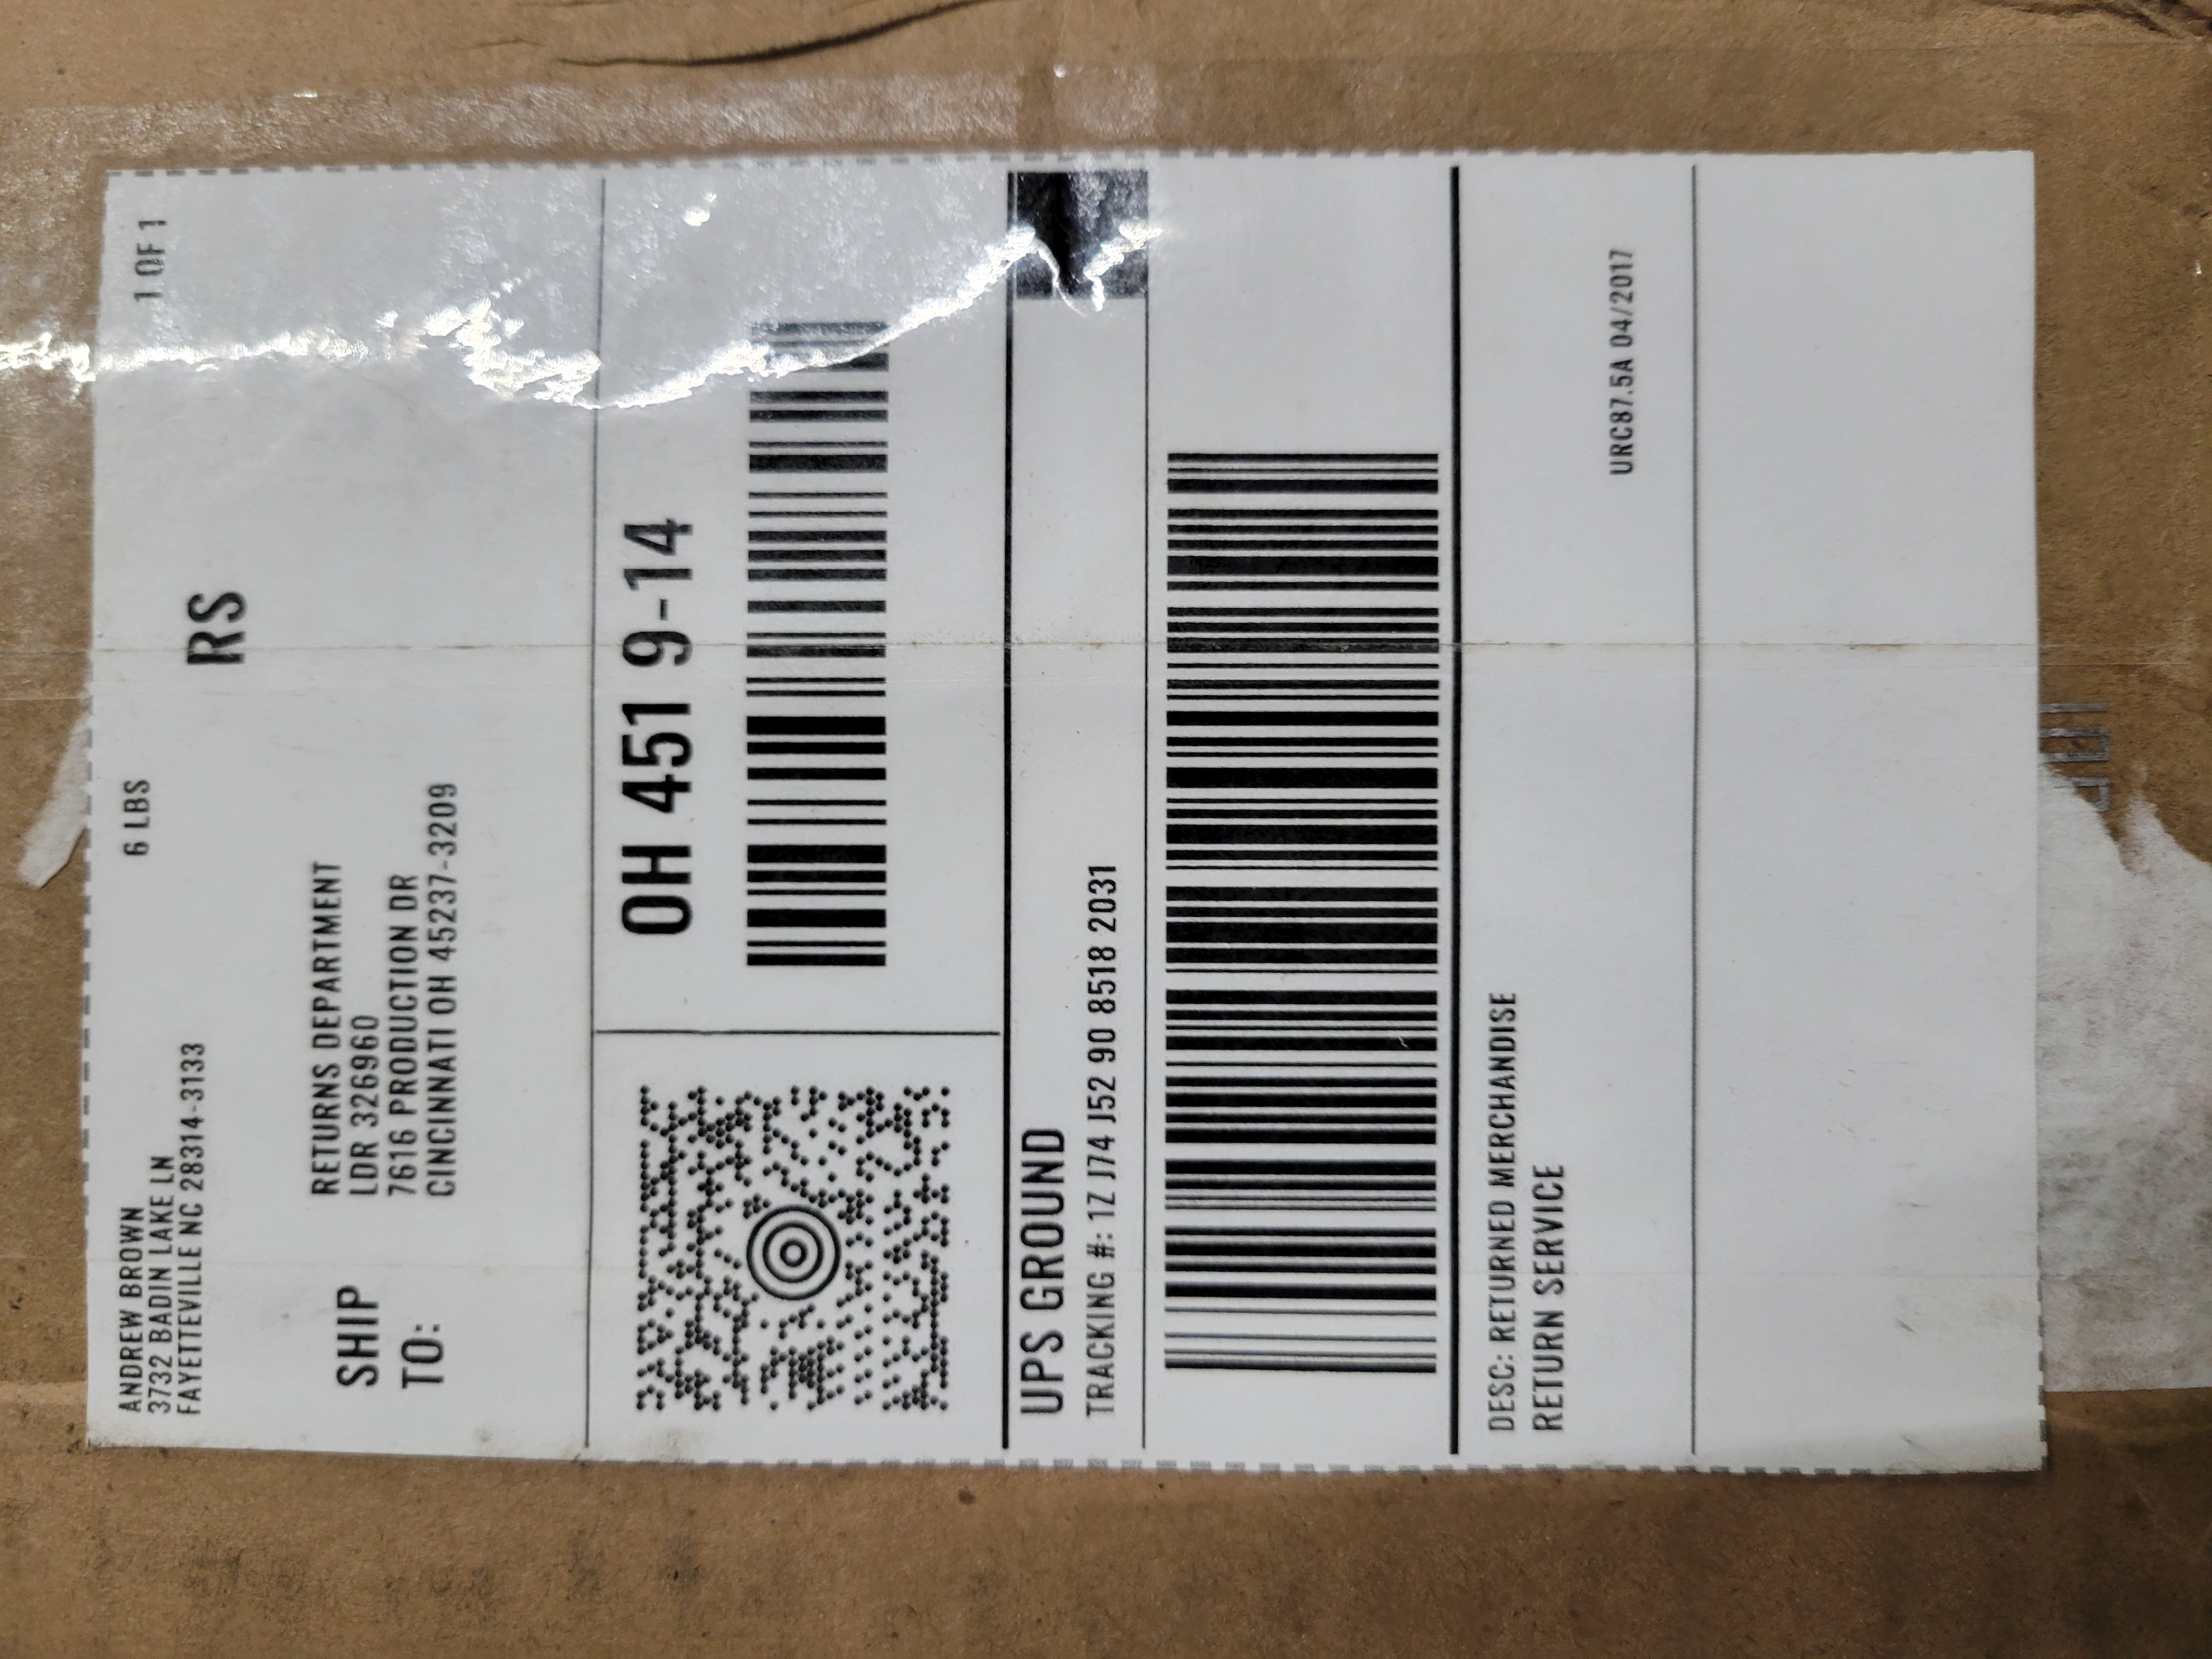 ANDREW BROWN
3732 BADIN LAKE LN
FAYETTEVILLE NC 28314-3133
6 LBS
1 OF 1
RS
SHIP
TO:
RETURNS DEPARTMENT
LDR 326960
7616 PRODUCTION DR
CINCINNATI OH 45237-3209
OH 451 9-14
UPS GROUND
TRACKING #: 1Z J74 J52 90 8518 2031
DESC: RETURNED MERCHANDISE
RETURN SERVICE
URC87.5A 04/2017